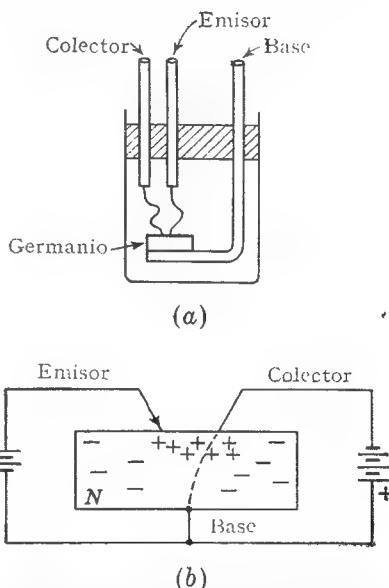 Emisor
Colector
Base
Germanio
(a)
Emisor
Colector
N
Base
(b)